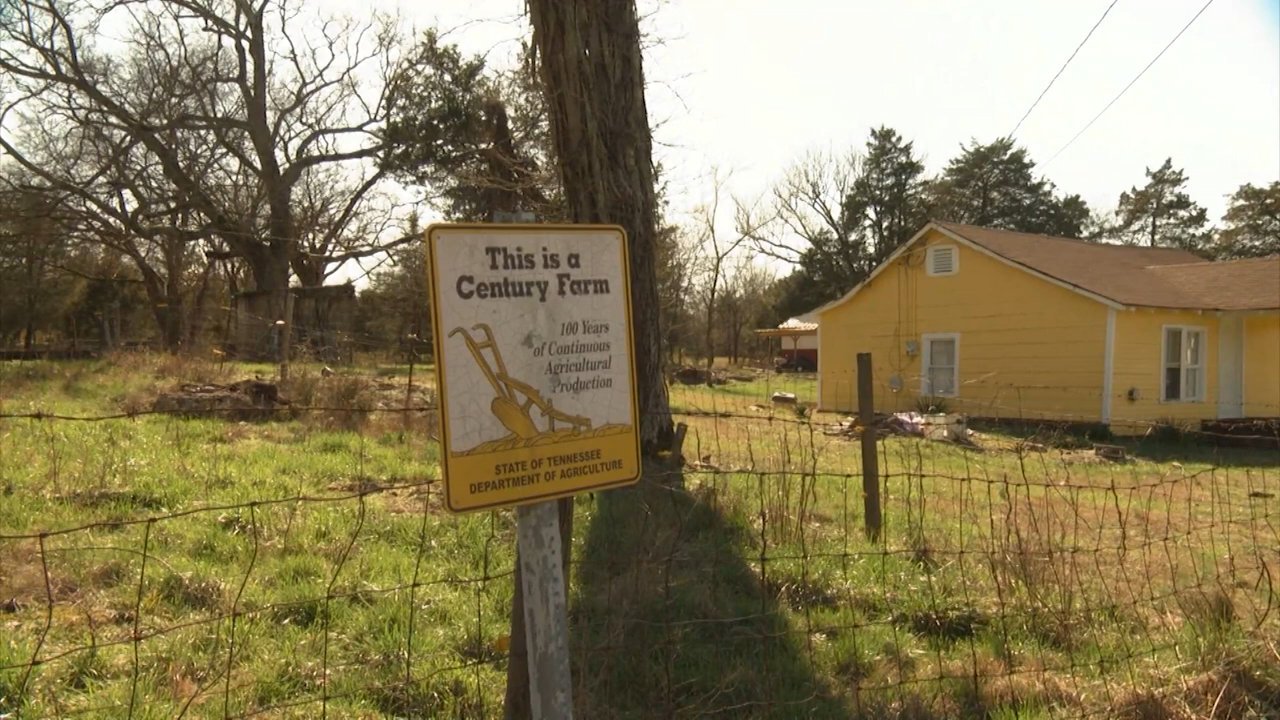 This is a
Century Farm
100 Years
of Continuous
Agricultural
Production
STATE OF TENNESSEE
DEPARTMENT OF AGRICULTURE